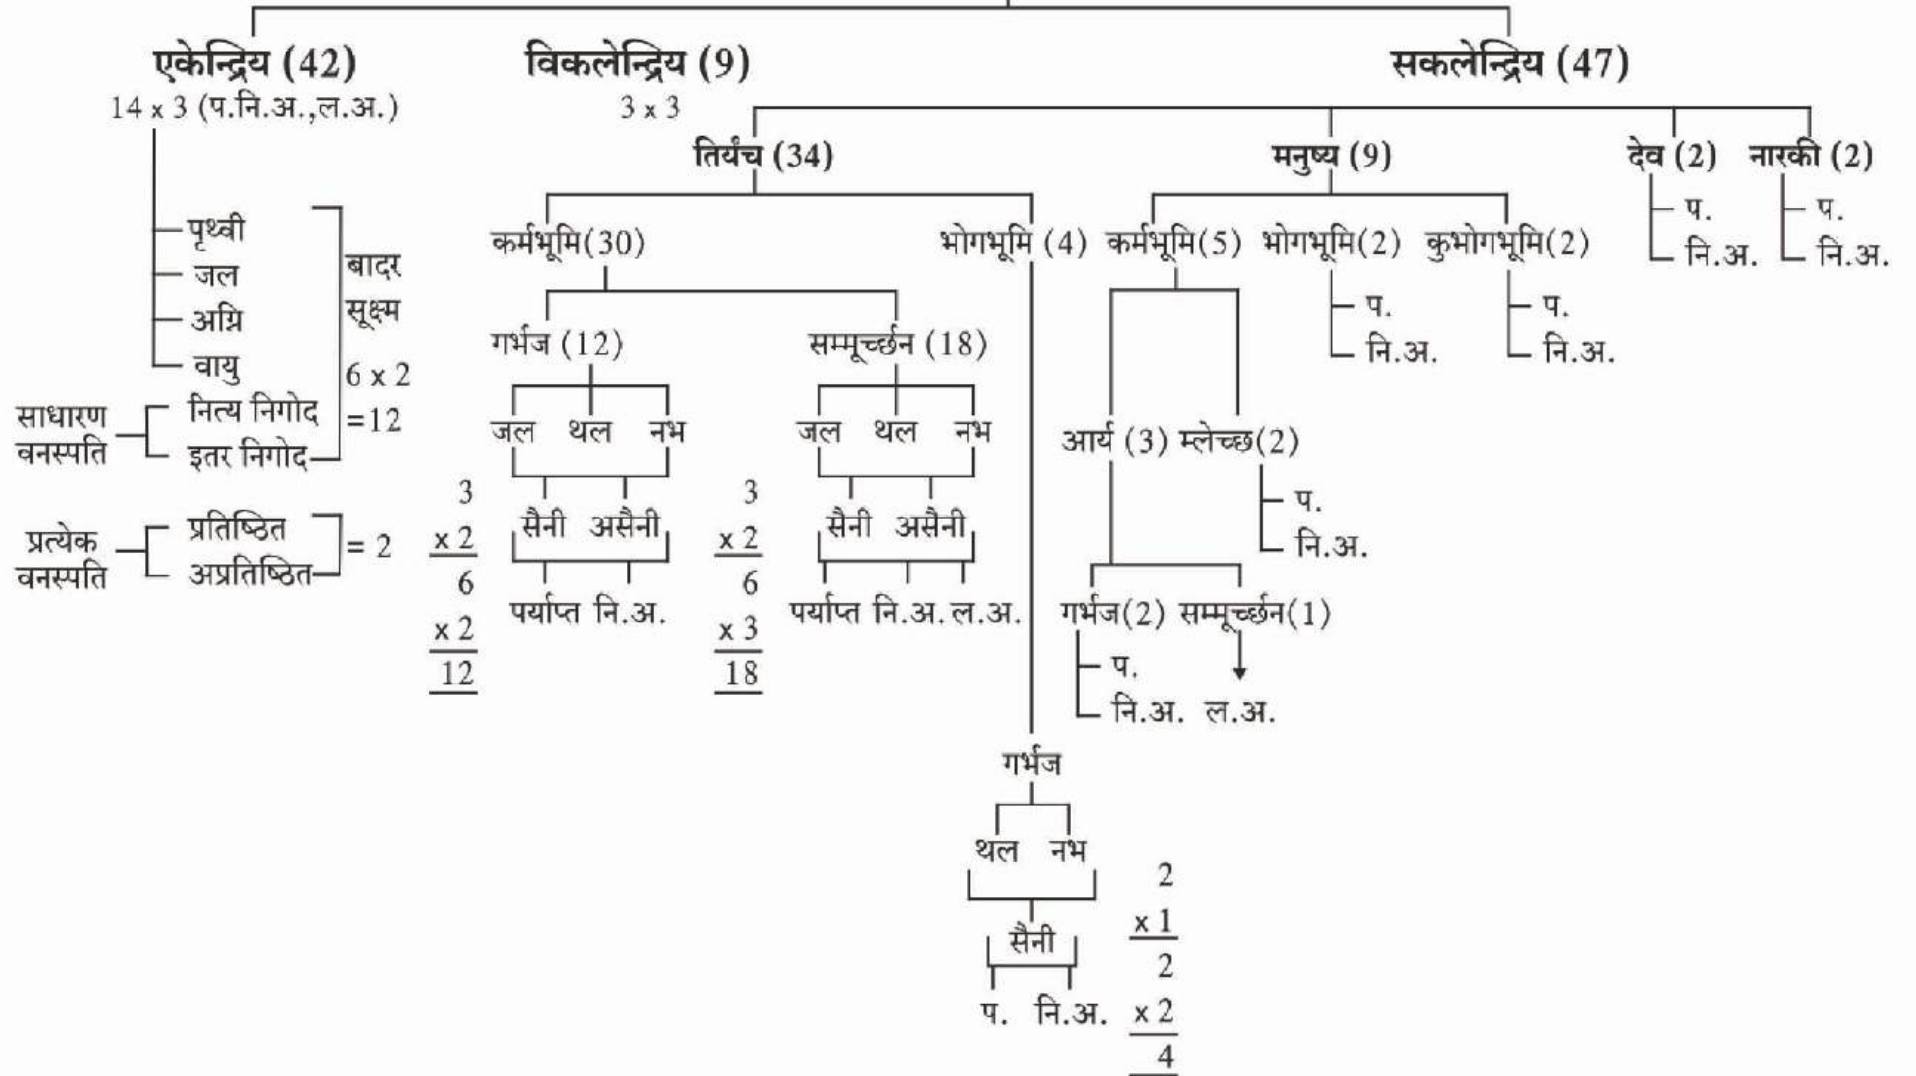 एकेन्द्रिय (42) विकलेन्द्रिय (9) सकलेन्द्रिय (47)
14 x 3 (प.नि.अ.,ल.अ.) 3 x 3
तिर्यंच (34) मनुष्य (9) देव (2) नारकी (2)
पृथ्वी
जल
अग्नि
वायु
साधारण वनस्पति
नित्य निगोद
इतर निगोद
बादर
सूक्ष्म
6 x 2
=12
प्रत्येक वनस्पति
प्रतिष्ठित
अप्रतिष्ठित
= 2
कर्मभूमि(30) भोगभूमि (4) कर्मभूमि(5) भोगभूमि(2) कुभोगभूमि(2)
प.
नि.अ.
प.
नि.अ.
प.
नि.अ.
प.
नि.अ.
गर्भज (12) सम्मूर्च्छन (18)
जल थल नभ
जल थल नभ
सैनी असैनी
सैनी असैनी
पर्याप्त नि.अ.
पर्याप्त नि.अ. ल.अ.
3
x 2
6
x 2
12
3
x 2
6
x 3
18
आर्य (3) म्लेच्छ(2)
प.
नि.अ.
गर्भज(2) सम्मूर्च्छन(1)
प.
नि.अ. ल.अ.
गर्भज
थल नभ
सैनी
प. नि.अ.
2
x 1
2
x 2
4